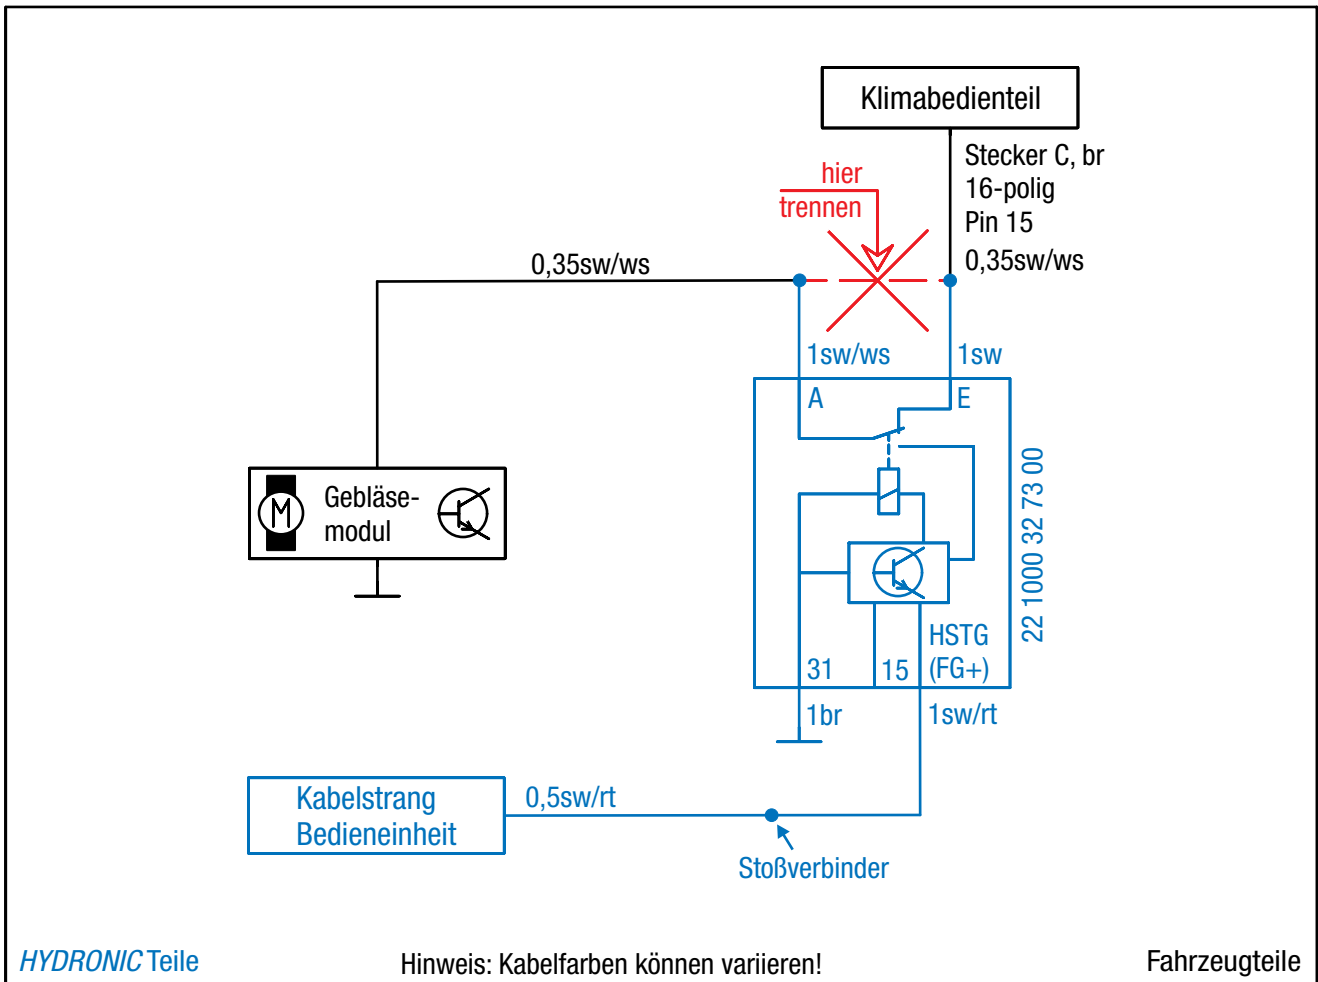 Klimabedienteil
Stecker C, br
16-polig
Pin 15
0,35sw/ws
hier
trennen
0,35sw/ws
1sw/ws
1sw
A
E
Gebläse-
modul
M
22 1000 32 73 00
HSTG
(FG+)
31
15
1br
1sw/rt
Kabelstrang
Bedieneinheit
0,5sw/rt
Stoßverbinder
HYDRONIC Teile
Hinweis: Kabelfarben können variieren!
Fahrzeugteile